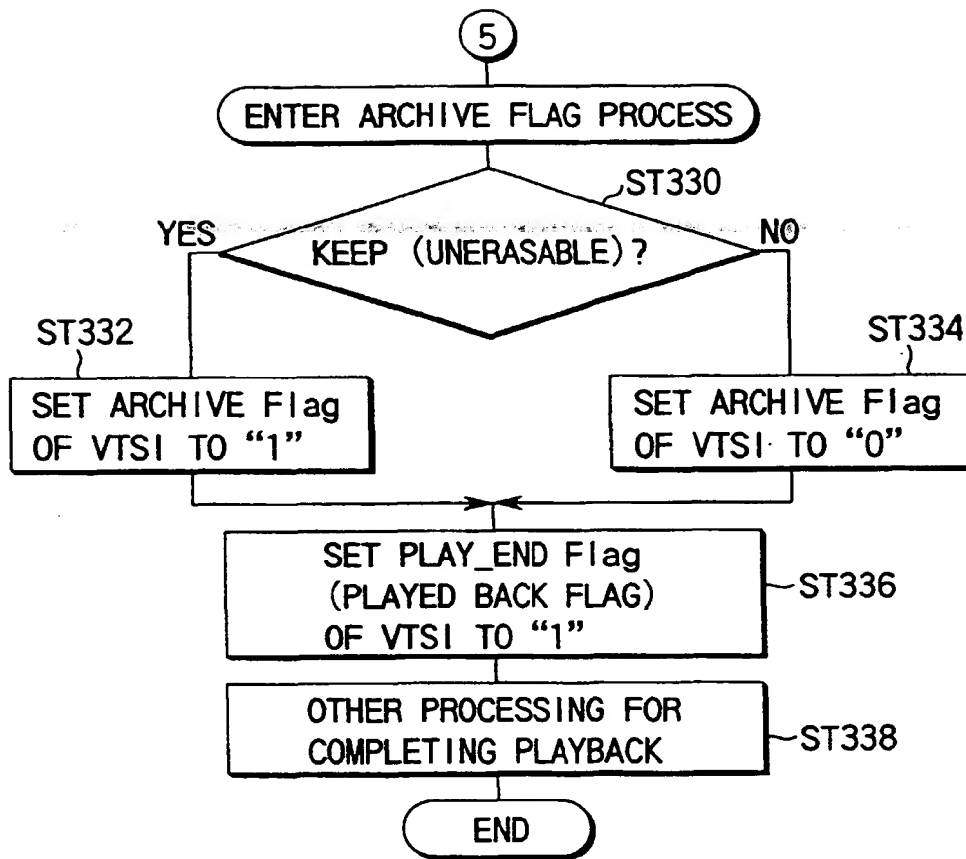 5
ENTER ARCHIVE FLAG PROCESS
ST330
YES
KEEP (UNERASABLE)?
NO
ST332
ST334
SET ARCHIVE Flag
OF VTSI TO “1”
SET ARCHIVE Flag
OF VTSI TO “0”
SET PLAY_END Flag
(PLAYED BACK FLAG)
OF VTSI TO “1”
ST336
OTHER PROCESSING FOR
COMPLETING PLAYBACK
ST338
END